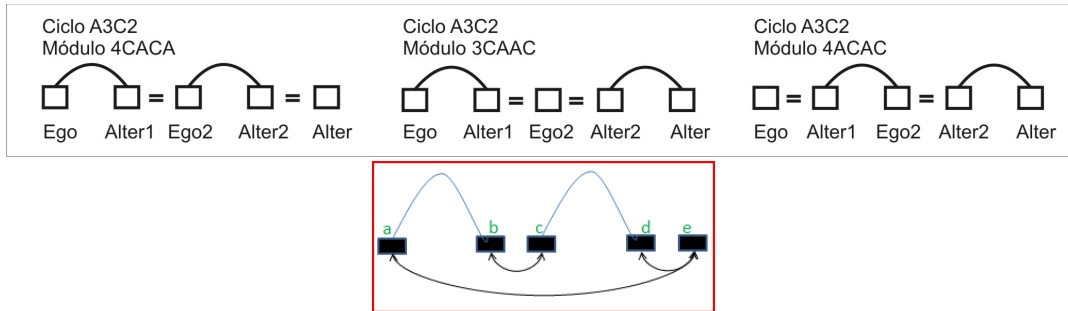 Ciclo A3C2
Módulo 4CACA
= =
Ego Alter1 Ego2 Alter2 Alter
Ciclo A3C2
Módulo 3CAAC
= =
Ego Alter1 Ego2 Alter2 Alter
Ciclo A3C2
Módulo 4ACAC
= =
Ego Alter1 Ego2 Alter2 Alter
a b c d e